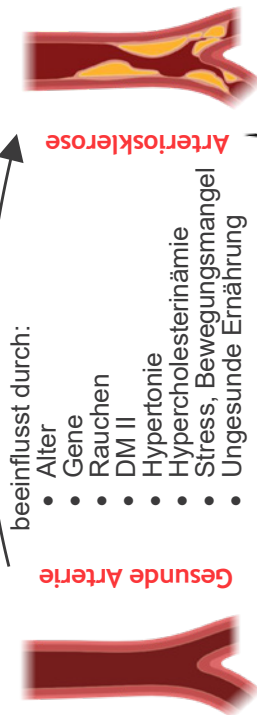 Gesunde Arterie
beeinflusst durch:
• Alter
• Gene
• Rauchen
• DM II
• Hypertonie
• Hypercholesterinämie
• Stress, Bewegungsmangel
• Ungesunde Ernährung
Arteriosklerose